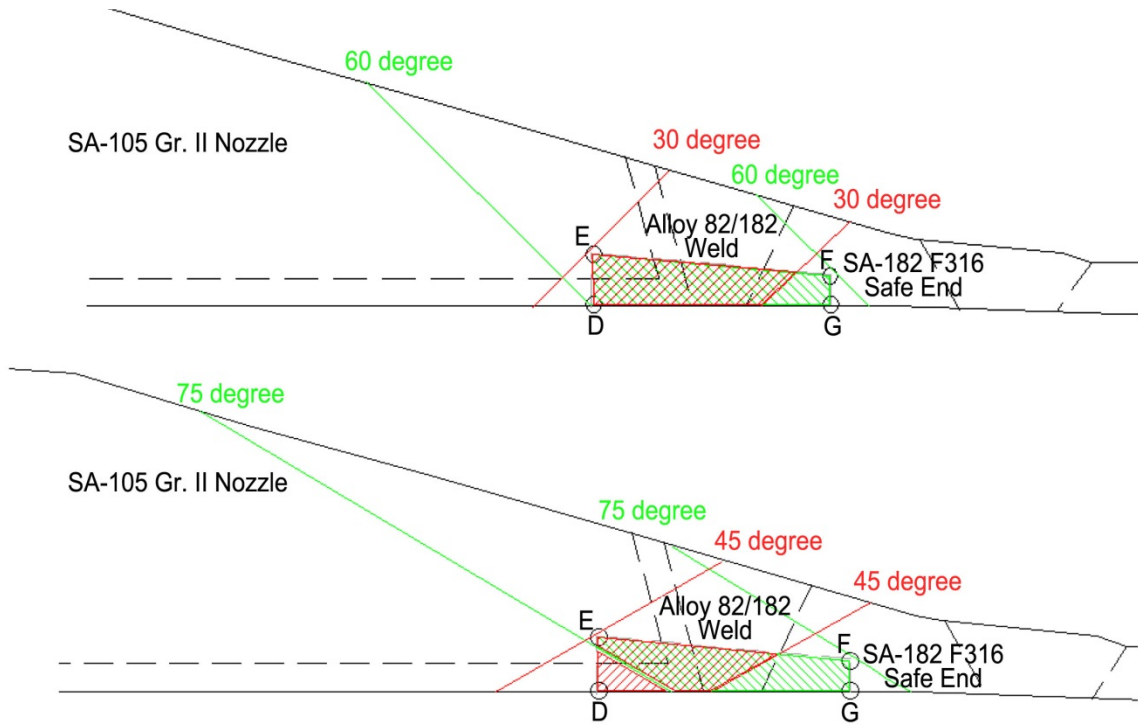 60 degree
SA-105 Gr. II Nozzle
30 degree
60 degree
30 degree
Alloy 82/182
Weld
E
F
SA-182 F316
Safe End
D
G
75 degree
SA-105 Gr. II Nozzle
75 degree
45 degree
45 degree
Alloy 82/182
Weld
E
F
SA-182 F316
Safe End
D
G